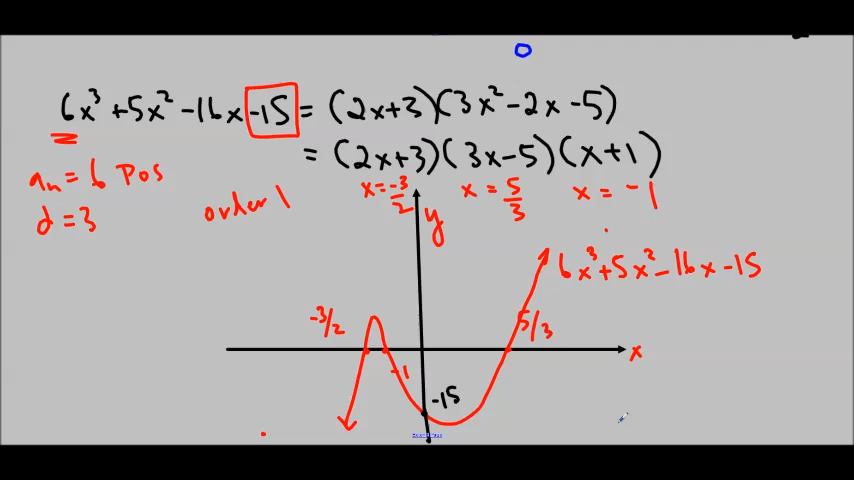 6x³ + 5x² - 16x - 15 = (2x+3)(3x² - 2x - 5)
= (2x+3)(3x-5)(x+1)
aₙ = 6 Pos
d = 3
order 1
x = -3/2
x = 5/3
x = -1
y
6x³ + 5x² - 16x - 15
-3/2
5/3
-1
x
-15